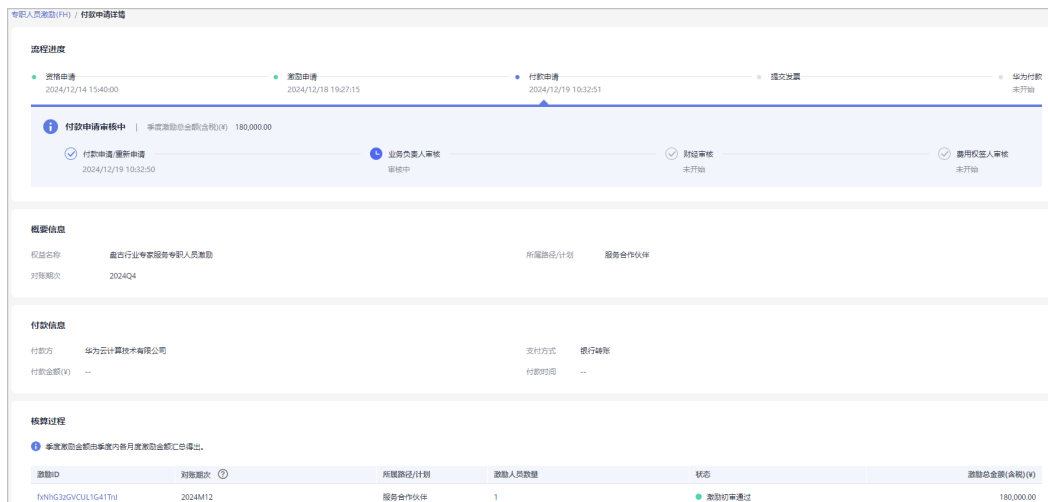 专职人员激励(FH) / 付款申请详情
流程进度
资格申请 激励申请 付款申请 提交发票 华为付款
2024/12/14 15:40:00 2024/12/18 19:27:15 2024/12/19 10:32:51 未开始
付款申请审核中 | 季度激励总金额(含税)(¥) 180,000.00
付款申请/重新申请 业务负责人审核 财经审核 费用权签人审核
2024/12/19 10:32:50 审核中 未开始 未开始
概要信息
权益名称 盘古行业专家服务专职人员激励 所属路径/计划 服务合作伙伴
对账期次 2024Q4
付款信息
付款方 华为云计算技术有限公司 支付方式 银行转账
付款金额(¥) -- 付款时间 --
核算过程
季度激励金额由季度内各月度激励金额汇总得出。
激励ID 对账期次 所属路径/计划 激励人员数量 状态 激励总金额(含税)(¥)
fxNhG3zGVCUL1G41TnJ 2024M12 服务合作伙伴 1 激励初审通过 180,000.00